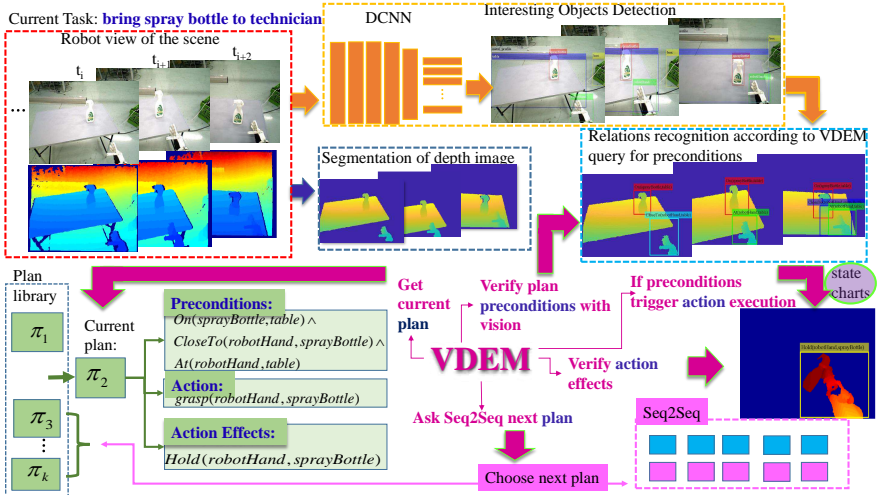 Current Task: bring spray bottle to technician
DCNN
Interesting Objects Detection
Robot view of the scene
t_i
t_i+
t_i+2
...
Segmentation of depth image
Relations recognition according to VDEM
query for preconditions
Plan
library
π_1
Current
plan:
π_2
π_3
π_k
Preconditions:
On(sprayBottle,table) ∧
CloseTo(robotHand,sprayBottle) ∧
At(robotHand,table)
Action:
grasp(robotHand,sprayBottle)
Action Effects:
Hold(robotHand,sprayBottle)
Get
current
plan
Verify plan
preconditions with
vision
If preconditions
trigger action execution
state
charts
VDEM
Verify action
effects
Ask Seq2Seq next plan
Choose next plan
Seq2Seq
Hold(robotHand,sprayBottle)